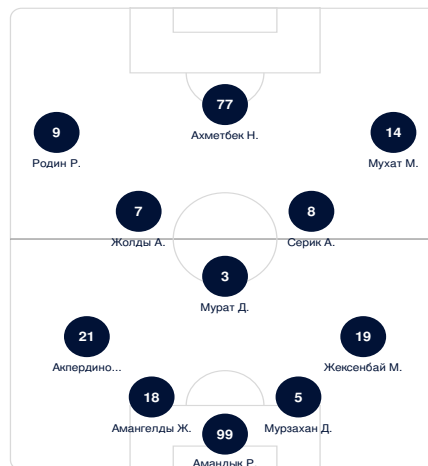 77
Ахметбек Н.
9
Родин Р.
14
Мухат М.
7
Жолды А.
8
Серик А.
3
Мурат Д.
21
Акпердино...
19
Жексенбай М.
18
Амангелды Ж.
5
Мурзахан Д.
99
Амандык Р